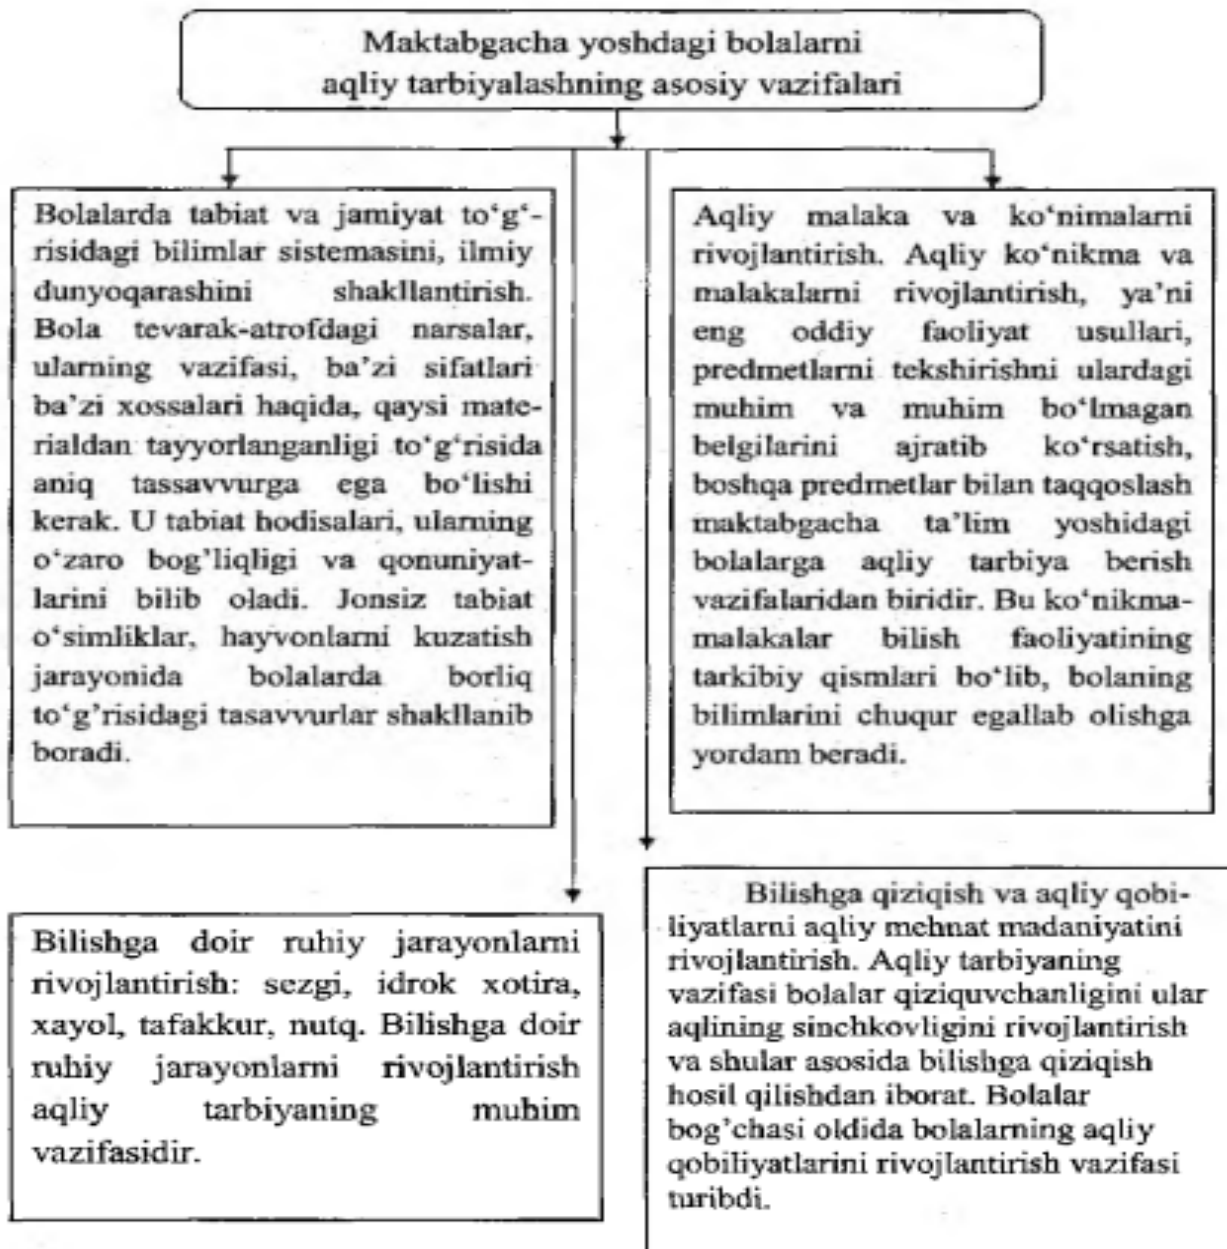 Maktabgacha yoshdagi bolalarni
aqliy tarbiyalashning asosiy vazifalari
Bolalarda tabiat va jamiyat to‘g‘-
risidagi bilimlar sistemasini, ilmiy
dunyoqarashini shakllantirish.
Bola tevarak-atrofdagi narsalar,
ularning vazifasi, ba’zi sifatlari
ba’zi xossalari haqida, qaysi mate-
rialdan tayyorlanganligi to‘g‘risida
aniq tassavvurga ega bo‘lishi
kerak. U tabiat hodisalari, ularning
o‘zaro bog’liqligi va qonuniyat-
larini bilib oladi. Jonsiz tabiat
o‘simliklar, hayvonlarni kuzatish
jarayonida bolalarda borliq
to‘g’risidagi tasavvurlar shakllanib
boradi.
Aqliy malaka va ko‘nimalarni
rivojlantirish. Aqliy ko‘nikma va
malakalarni rivojlantirish, ya’ni
eng oddiy faoliyat usullari,
predmetlarni tekshirishni ulardagi
muhim va muhim bo‘lmagan
belgilarini ajratib ko‘rsatish,
boshqa predmetlar bilan taqqoslash
maktabgacha ta’lim yoshidagi
bolalarga aqliy tarbiya berish
vazifalaridan biridir. Bu ko‘nikma-
malakalar bilish faoliyatining
tarkibiy qismlari bo‘lib, bolaning
bilimlarini chuqur egallab olishga
yordam beradi.
Bilishga doir ruhiy jarayonlarni
rivojlantirish: sezgi, idrok xotira,
xayol, tafakkur, nutq. Bilishga doir
ruhiy jarayonlarni rivojlantirish
aqliy tarbiyaning muhim
vazifasidir.
Bilishga qiziqish va aqliy qobi-
liyatlarni aqliy mehnat madaniyatini
rivojlantirish. Aqliy tarbiyaning
vazifasi bolalar qiziquvchanligini ular
aqlining sinchkovligini rivojlantirish
va shular asosida bilishga qiziqish
hosil qilishdan iborat. Bolalar
bog’chasi oldida bolalarning aqliy
qobiliyatlarini rivojlantirish vazifasi
turibdi.